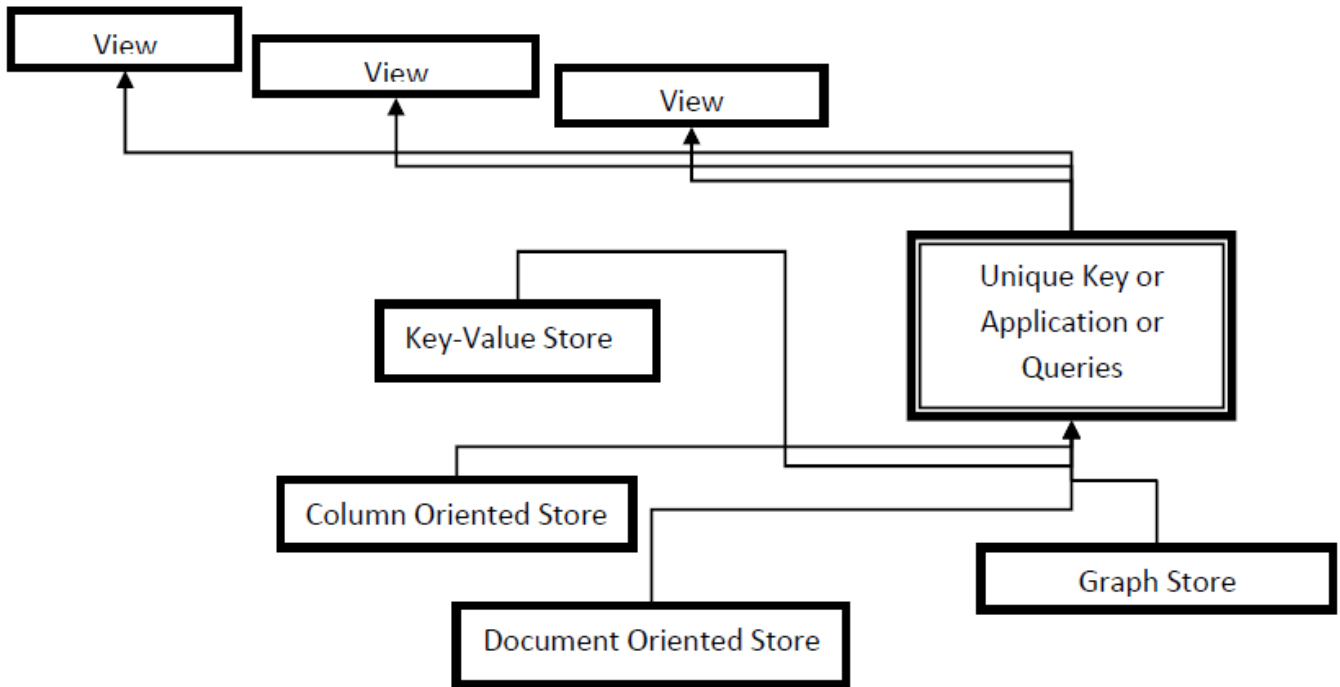 View
View
View
Unique Key or
Application or
Queries
Key-Value Store
Column Oriented Store
Graph Store
Document Oriented Store